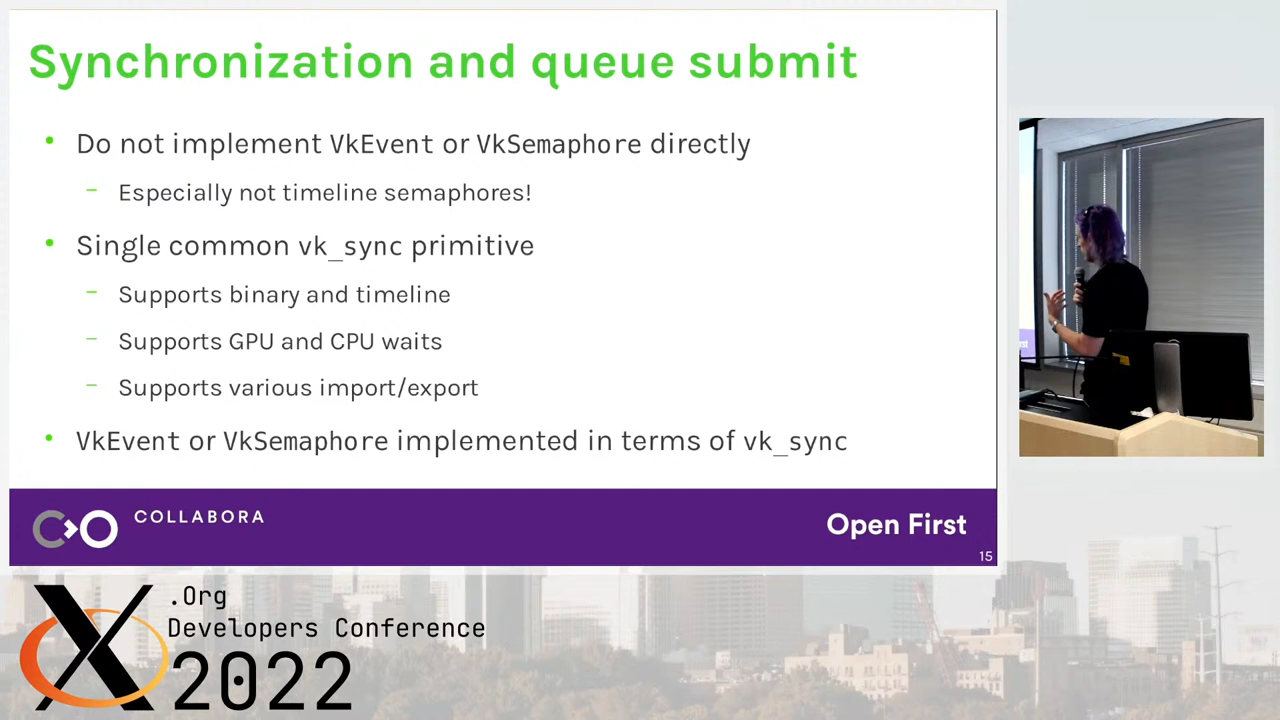 Synchronization and queue submit
• Do not implement VkEvent or VkSemaphore directly
– Especially not timeline semaphores!
• Single common vk_sync primitive
– Supports binary and timeline
– Supports GPU and CPU waits
– Supports various import/export
• VkEvent or VkSemaphore implemented in terms of vk_sync
COLLABORA
Open First
15
X.Org
Developers Conference
2022